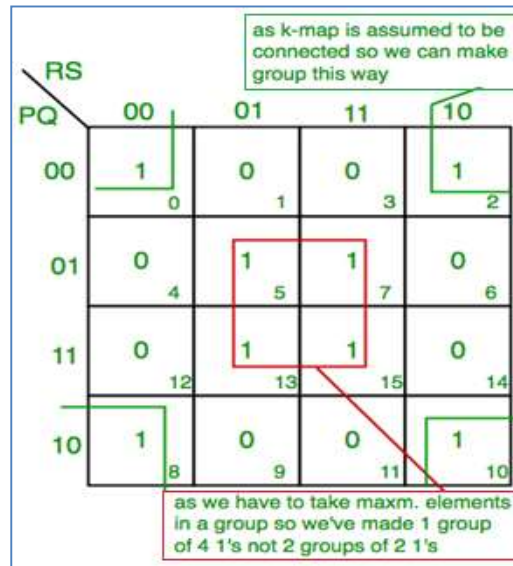 as k-map is assumed to be
connected so we can make
group this way
RS
PQ 00 01 11 10
00 1 0 0 1
0 1 3 2
01 0 1 1 0
4 5 7 6
11 0 1 1 0
12 13 15 14
10 1 0 0 1
8 9 11 10
as we have to take maxm. elements
in a group so we've made 1 group
of 4 1's not 2 groups of 2 1's